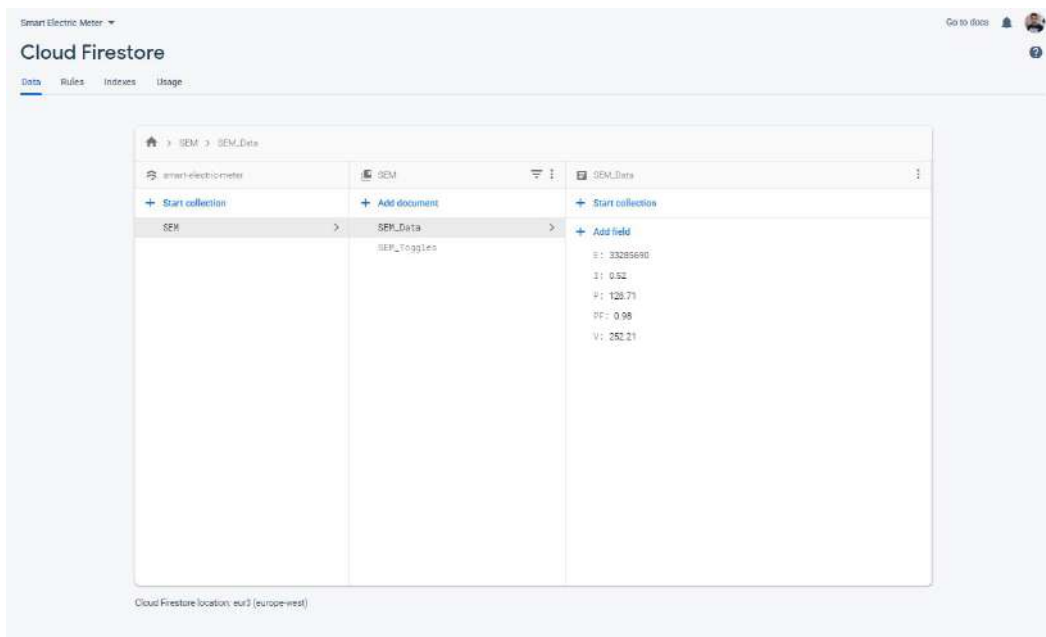 Smart Electric Meter
Go to docs
Cloud Firestore
Data Rules Indexes Usage
SEM > SEM_Data
smart-electric-meter
SEM
SEM_Data
+ Start collection
+ Add document
+ Start collection
SEM
SEM_Data
SEM_Toggles
+ Add field
E: 33285690
I: 0.52
P: 128.71
PF: 0.98
V: 252.21
Cloud Firestore location: eur3 (europe-west)